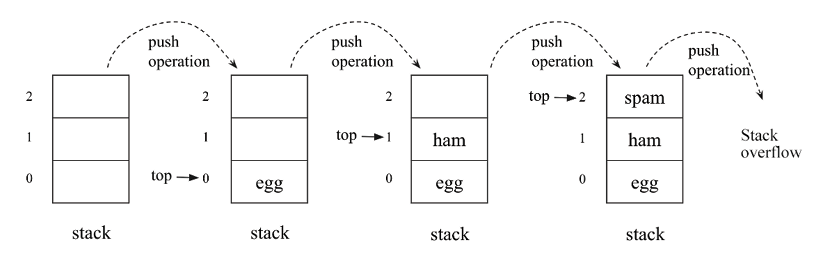 push
operation
push
operation
push
operation
push
operation
2
2
2
top
2
spam
1
1
top
1
ham
1
ham
Stack
overflow
0
top
0
egg
0
egg
0
egg
stack
stack
stack
stack